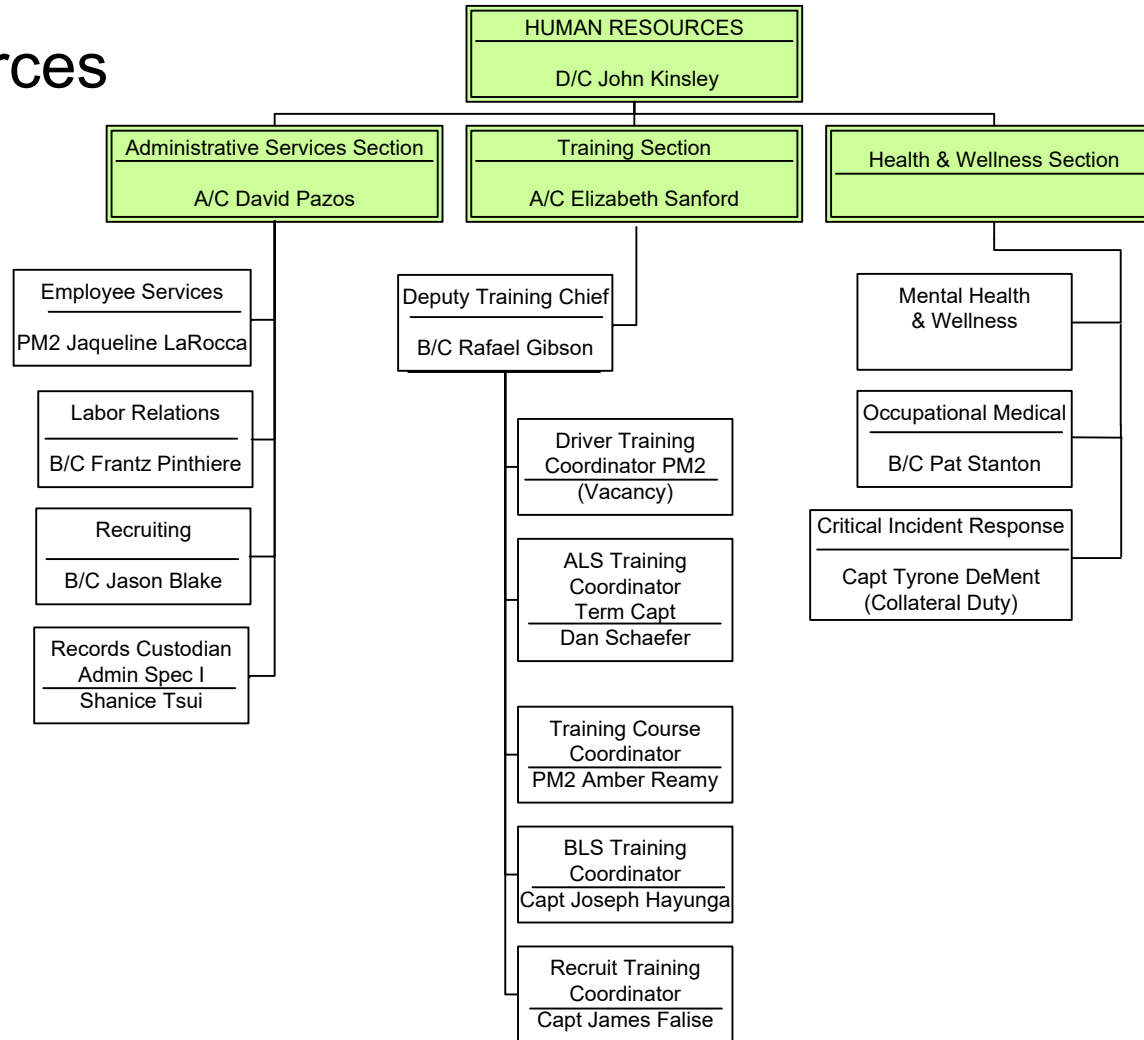 rces
HUMAN RESOURCES
D/C John Kinsley
Administrative Services Section
A/C David Pazos
Training Section
A/C Elizabeth Sanford
Health & Wellness Section
Employee Services
PM2 Jaqueline LaRocca
Labor Relations
B/C Frantz Pinthiere
Recruiting
B/C Jason Blake
Records Custodian
Admin Spec I
Shanice Tsui
Deputy Training Chief
B/C Rafael Gibson
Driver Training
Coordinator PM2
(Vacancy)
ALS Training
Coordinator
Term Capt
Dan Schaefer
Training Course
Coordinator
PM2 Amber Reamy
BLS Training
Coordinator
Capt Joseph Hayunga
Recruit Training
Coordinator
Capt James Falise
Mental Health
& Wellness
Occupational Medical
B/C Pat Stanton
Critical Incident Response
Capt Tyrone DeMent
(Collateral Duty)